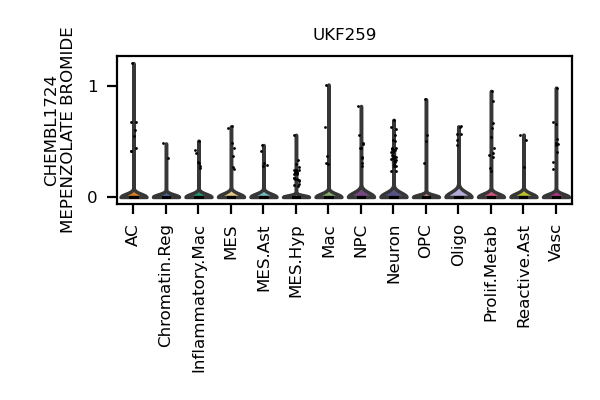 UKF259
CHEMBL1724
MEPENZOLATE BROMIDE
1
0
AC
Chromatin.Reg
Inflammatory.Mac
MES
MES.Ast
MES.Hyp
Mac
NPC
Neuron
OPC
Oligo
Prolif.Metab
Reactive.Ast
Vasc